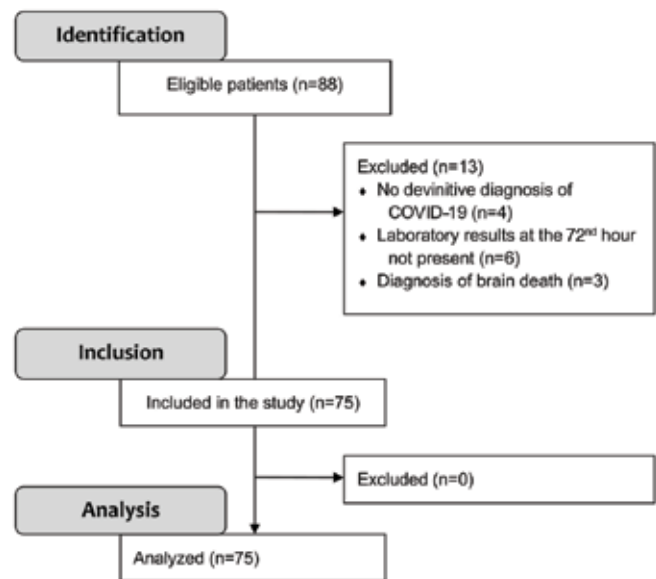 Identification
Eligible patients (n=88)
Excluded (n=13)
♦ No devinitive diagnosis of
COVID-19 (n=4)
♦ Laboratory results at the 72nd hour
not present (n=6)
♦ Diagnosis of brain death (n=3)
Inclusion
Included in the study (n=75)
Excluded (n=0)
Analysis
Analyzed (n=75)